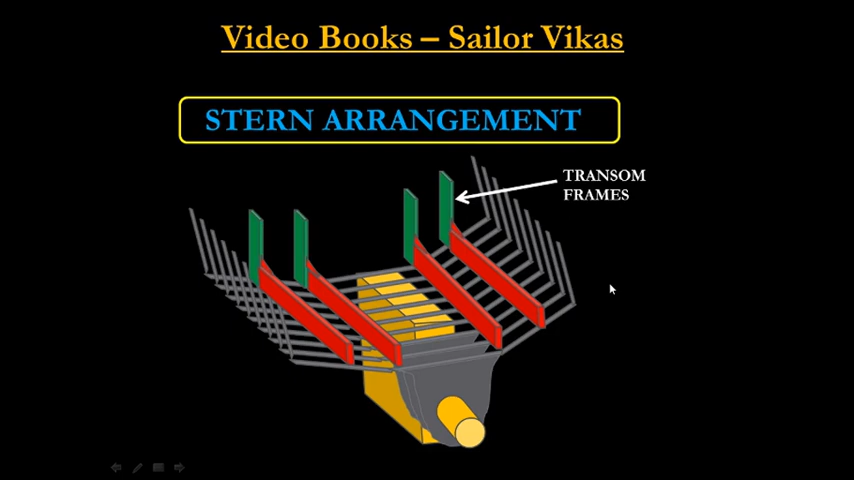 Video Books – Sailor Vikas
STERN ARRANGEMENT
TRANSOM
FRAMES